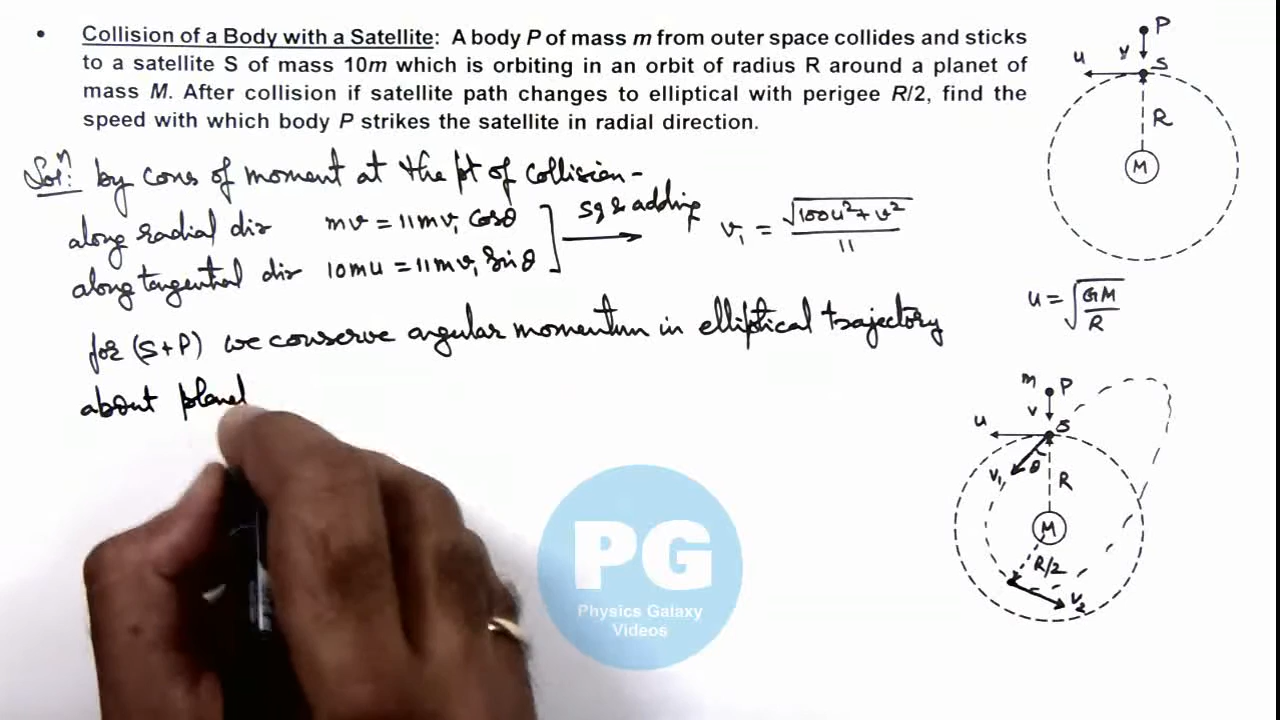 • Collision of a Body with a Satellite: A body P of mass m from outer space collides and sticks
to a satellite S of mass 10m which is orbiting in an orbit of radius R around a planet of
mass M. After collision if satellite path changes to elliptical with perigee R/2, find the
speed with which body P strikes the satellite in radial direction.
P
v
u
S
R
M
Solⁿ: by cons of moment at the pt of collision-
along radial dir mv = 11mv₁ cosθ
along tangential dir 10mu = 11mv₁ sinθ
sq & adding
v₁ = √(100u²+v²) / 11
u = √(GM/R)
for (S+P) we conserve angular momentum in elliptical trajectory
about planet
m P
v
u
S
v₁
θ
R
M
R/2
v₂
PG
Physics Galaxy
Videos